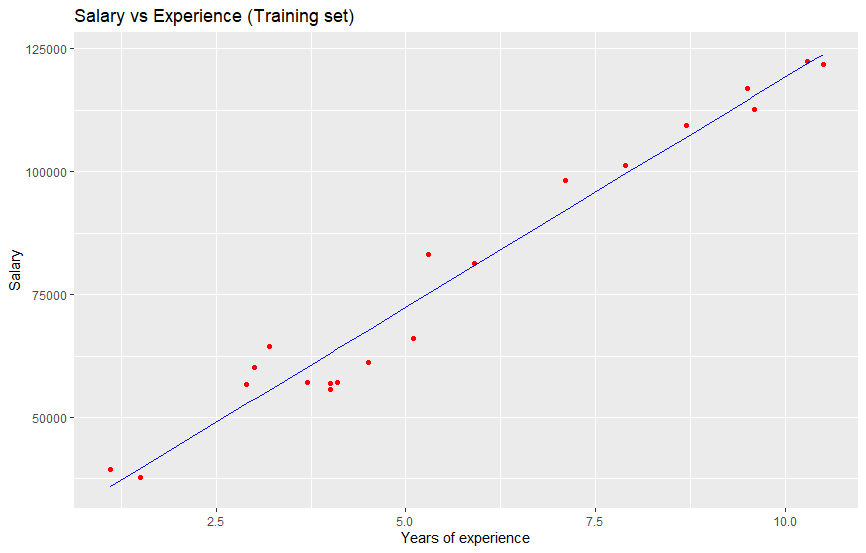 Salary vs Experience (Training set)
125000
100000
75000
50000
Salary
2.5
5.0
7.5
10.0
Years of experience